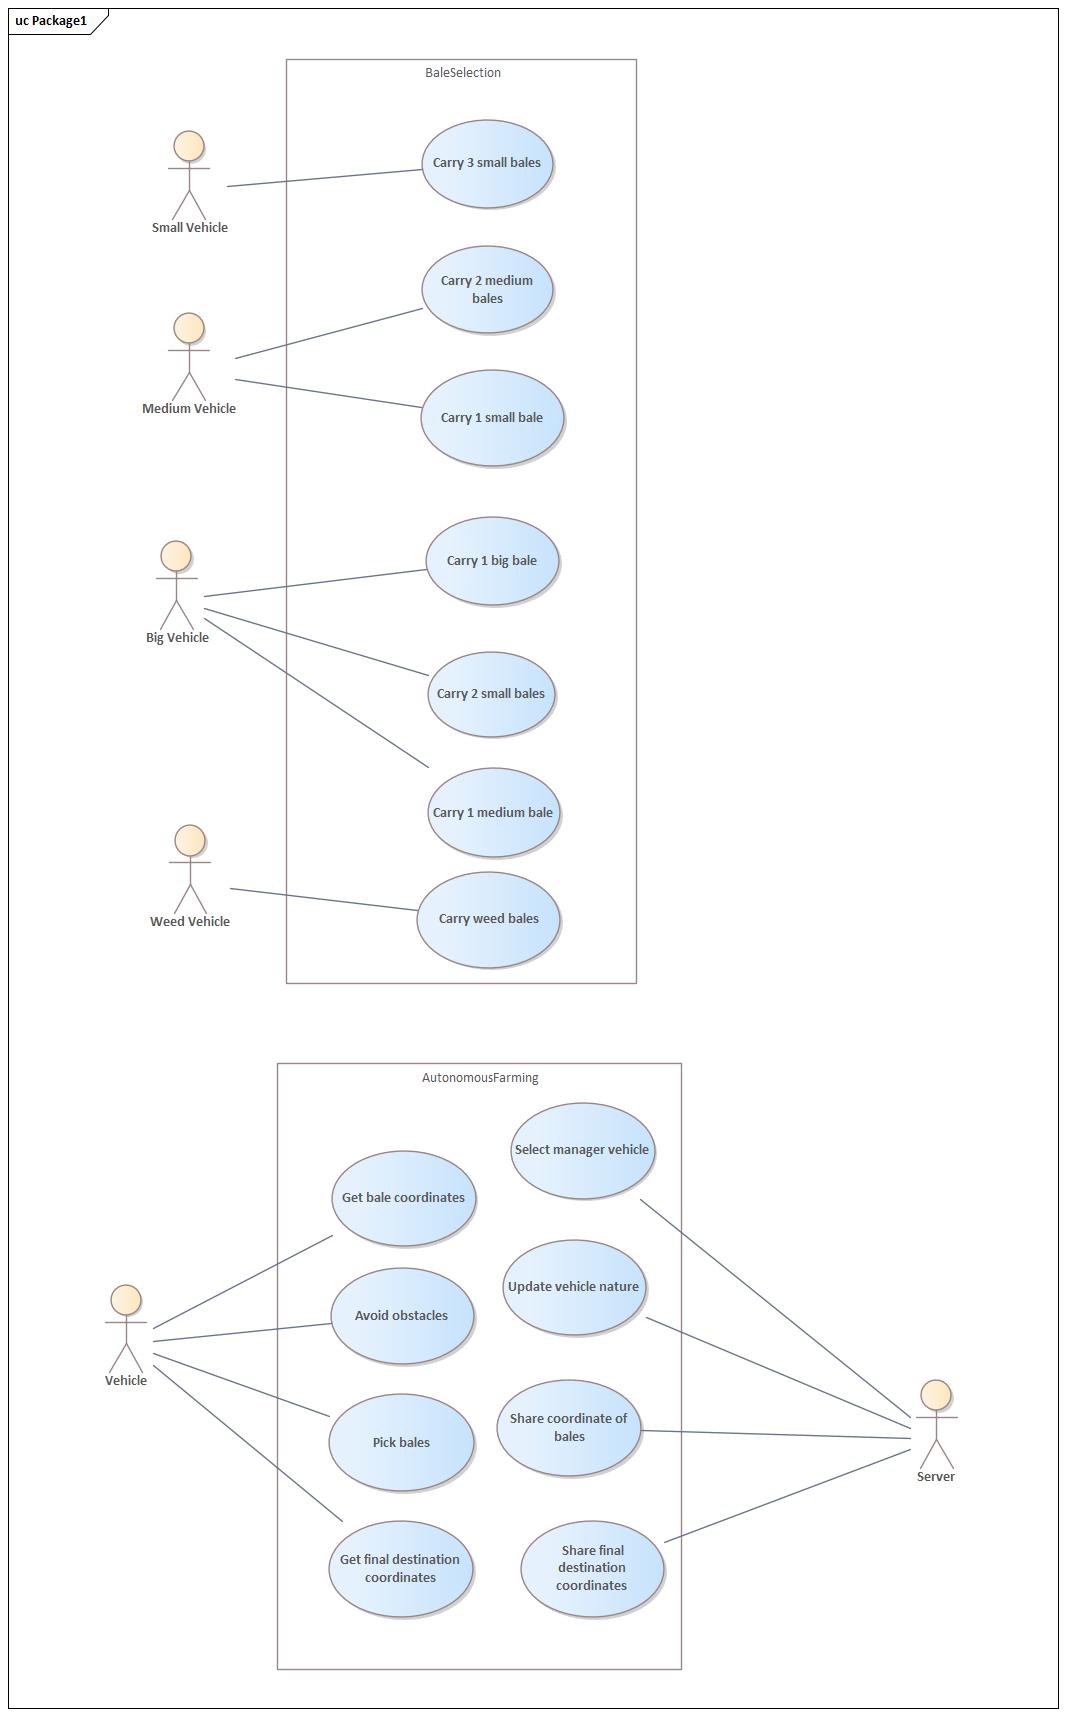 uc Package1
BaleSelection
Carry 3 small bales
Small Vehicle
Carry 2 medium
bales
Medium Vehicle
Carry 1 small bale
Carry 1 big bale
Big Vehicle
Carry 2 small bales
Carry 1 medium bale
Weed Vehicle
Carry weed bales
AutonomousFarming
Select manager vehicle
Get bale coordinates
Update vehicle nature
Avoid obstacles
Vehicle
Share coordinate of
bales
Pick bales
Server
Get final destination
coordinates
Share final
destination
coordinates